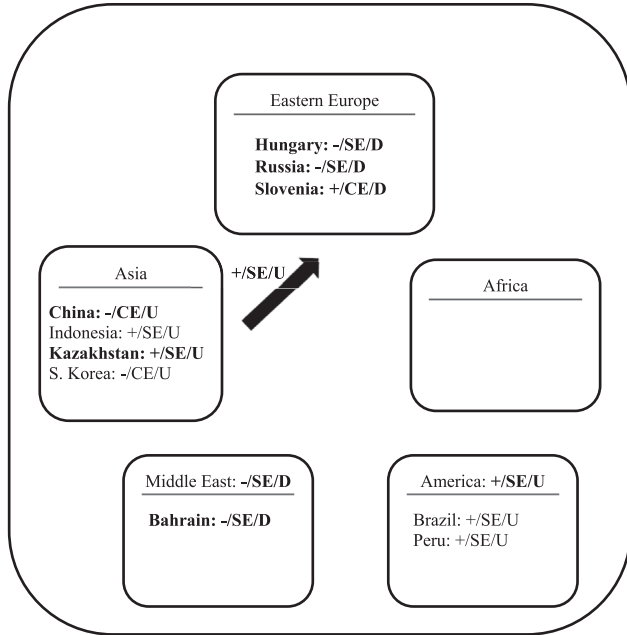 Eastern Europe
Hungary: -/SE/D
Russia: -/SE/D
Slovenia: +/CE/D
+/SE/U
Asia
China: -/CE/U
Indonesia: +/SE/U
Kazakhstan: +/SE/U
S. Korea: -/CE/U
Africa
Middle East: -/SE/D
Bahrain: -/SE/D
America: +/SE/U
Brazil: +/SE/U
Peru: +/SE/U